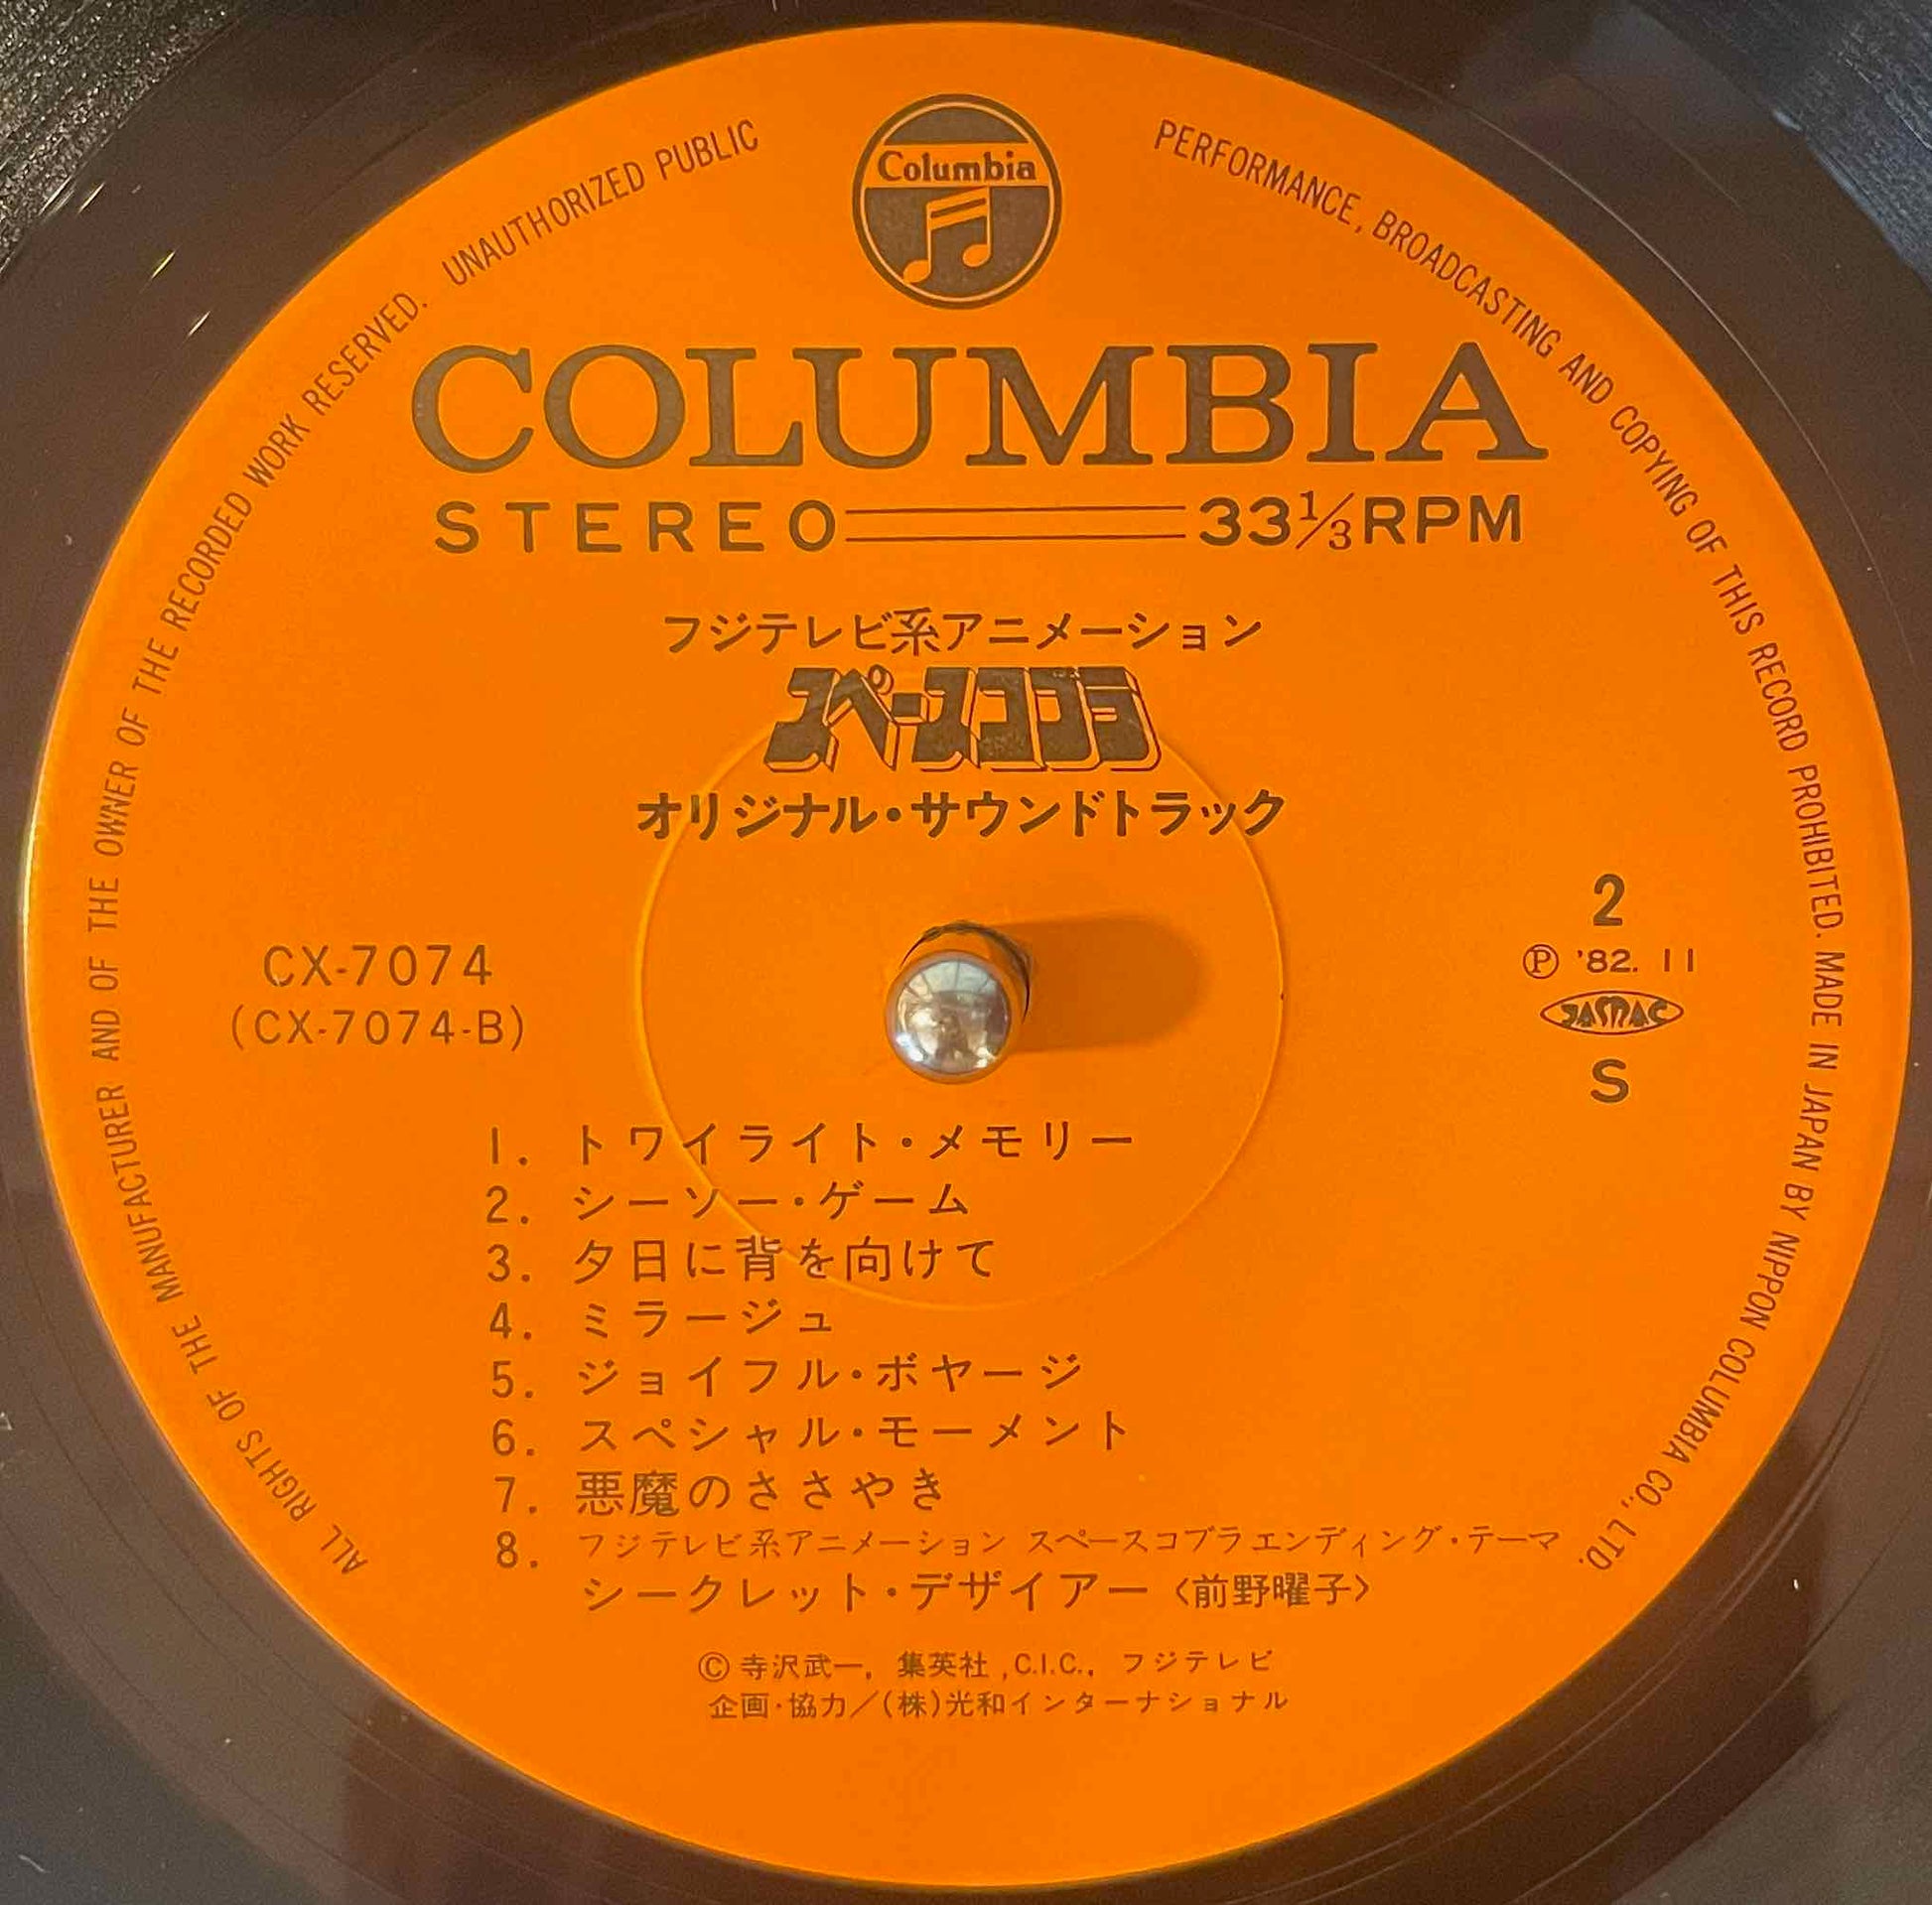 ALL RIGHTS OF THE MANUFACTURER AND OF THE OWNER OF THE RECORDED WORK RESERVED. UNAUTHORIZED PUBLIC PERFORMANCE, BROADCASTING AND COPYING OF THIS RECORD PROHIBITED. MADE IN JAPAN BY NIPPON COLUMBIA CO., LTD.
Columbia
COLUMBIA
STEREO 33⅓RPM
フジテレビ系アニメーション
スペースコブラ
オリジナル・サウンドトラック
CX-7074
(CX-7074-B)
2
Ⓟ '82. 11
JASRAC
S
1. トワイライト・メモリー
2. シーソー・ゲーム
3. 夕日に背を向けて
4. ミラージュ
5. ジョイフル・ボヤージ
6. スペシャル・モーメント
7. 悪魔のささやき
8. フジテレビ系アニメーション スペースコブラエンディング・テーマ
シークレット・デザイアー〈前野曜子〉
©寺沢武一, 集英社, C.I.C., フジテレビ
企画・協力/(株)光和インターナショナル